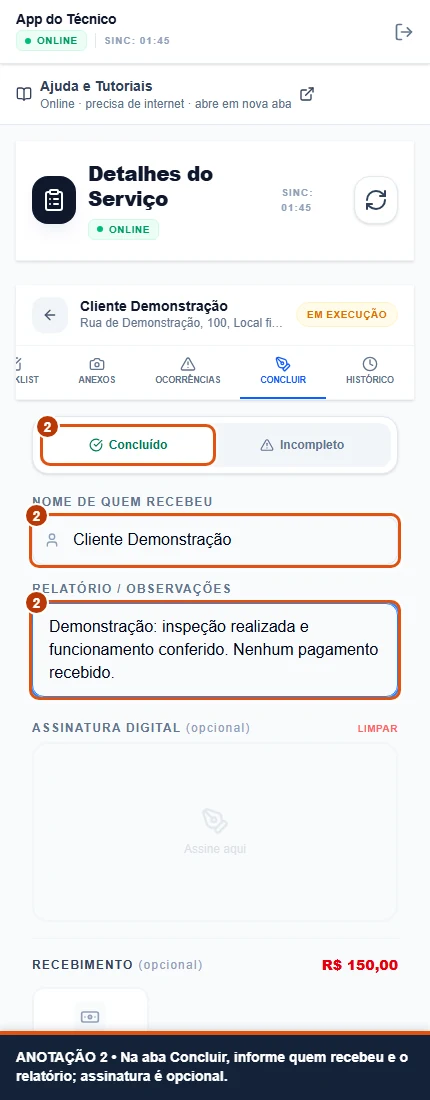 App do Técnico
ONLINE
SINC: 01:45
Ajuda e Tutoriais
Online · precisa de internet · abre em nova aba
Detalhes do
Serviço
ONLINE
SINC:
01:45
Cliente Demonstração
Rua de Demonstração, 100, Local fi...
EM EXECUÇÃO
KLIST
ANEXOS
OCORRÊNCIAS
CONCLUIR
HISTÓRICO
2
Concluído
Incompleto
NOME DE QUEM RECEBEU
2
Cliente Demonstração
RELATÓRIO / OBSERVAÇÕES
2
Demonstração: inspeção realizada e
funcionamento conferido. Nenhum pagamento
recebido.
ASSINATURA DIGITAL (opcional)
LIMPAR
Assine aqui
RECEBIMENTO (opcional)
R$ 150,00
ANOTAÇÃO 2 • Na aba Concluir, informe quem recebeu e o
relatório; assinatura é opcional.